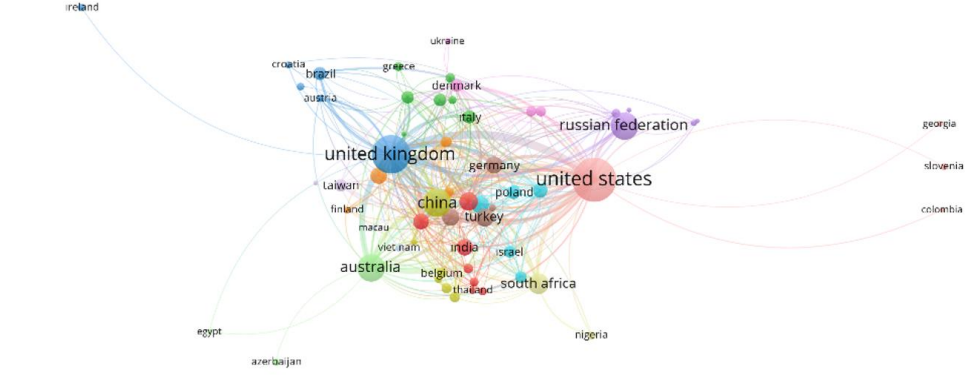 ireland
ukraine
croatia
greece
brazil
denmark
austria
italy
georgia
russian federation
united kingdom
germany
slovenia
united states
taiwan
poland
china
finland
turkey
colombia
macau
vietnam
india
israel
australia
belgium
south africa
thailand
egypt
nigeria
azerbaijan